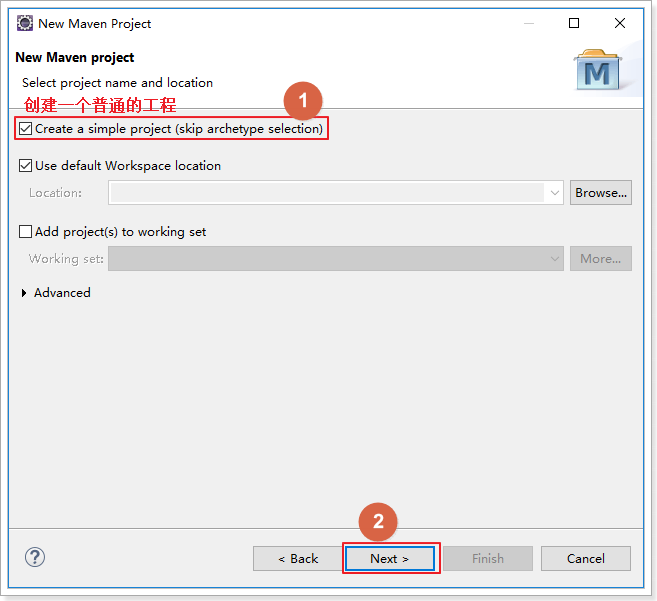 New Maven Project
New Maven project
Select project name and location
创建一个普通的工程
1
Create a simple project (skip archetype selection)
Use default Workspace location
Location:
Browse...
Add project(s) to working set
Working set:
More...
Advanced
2
?
< Back
Next >
Finish
Cancel
M